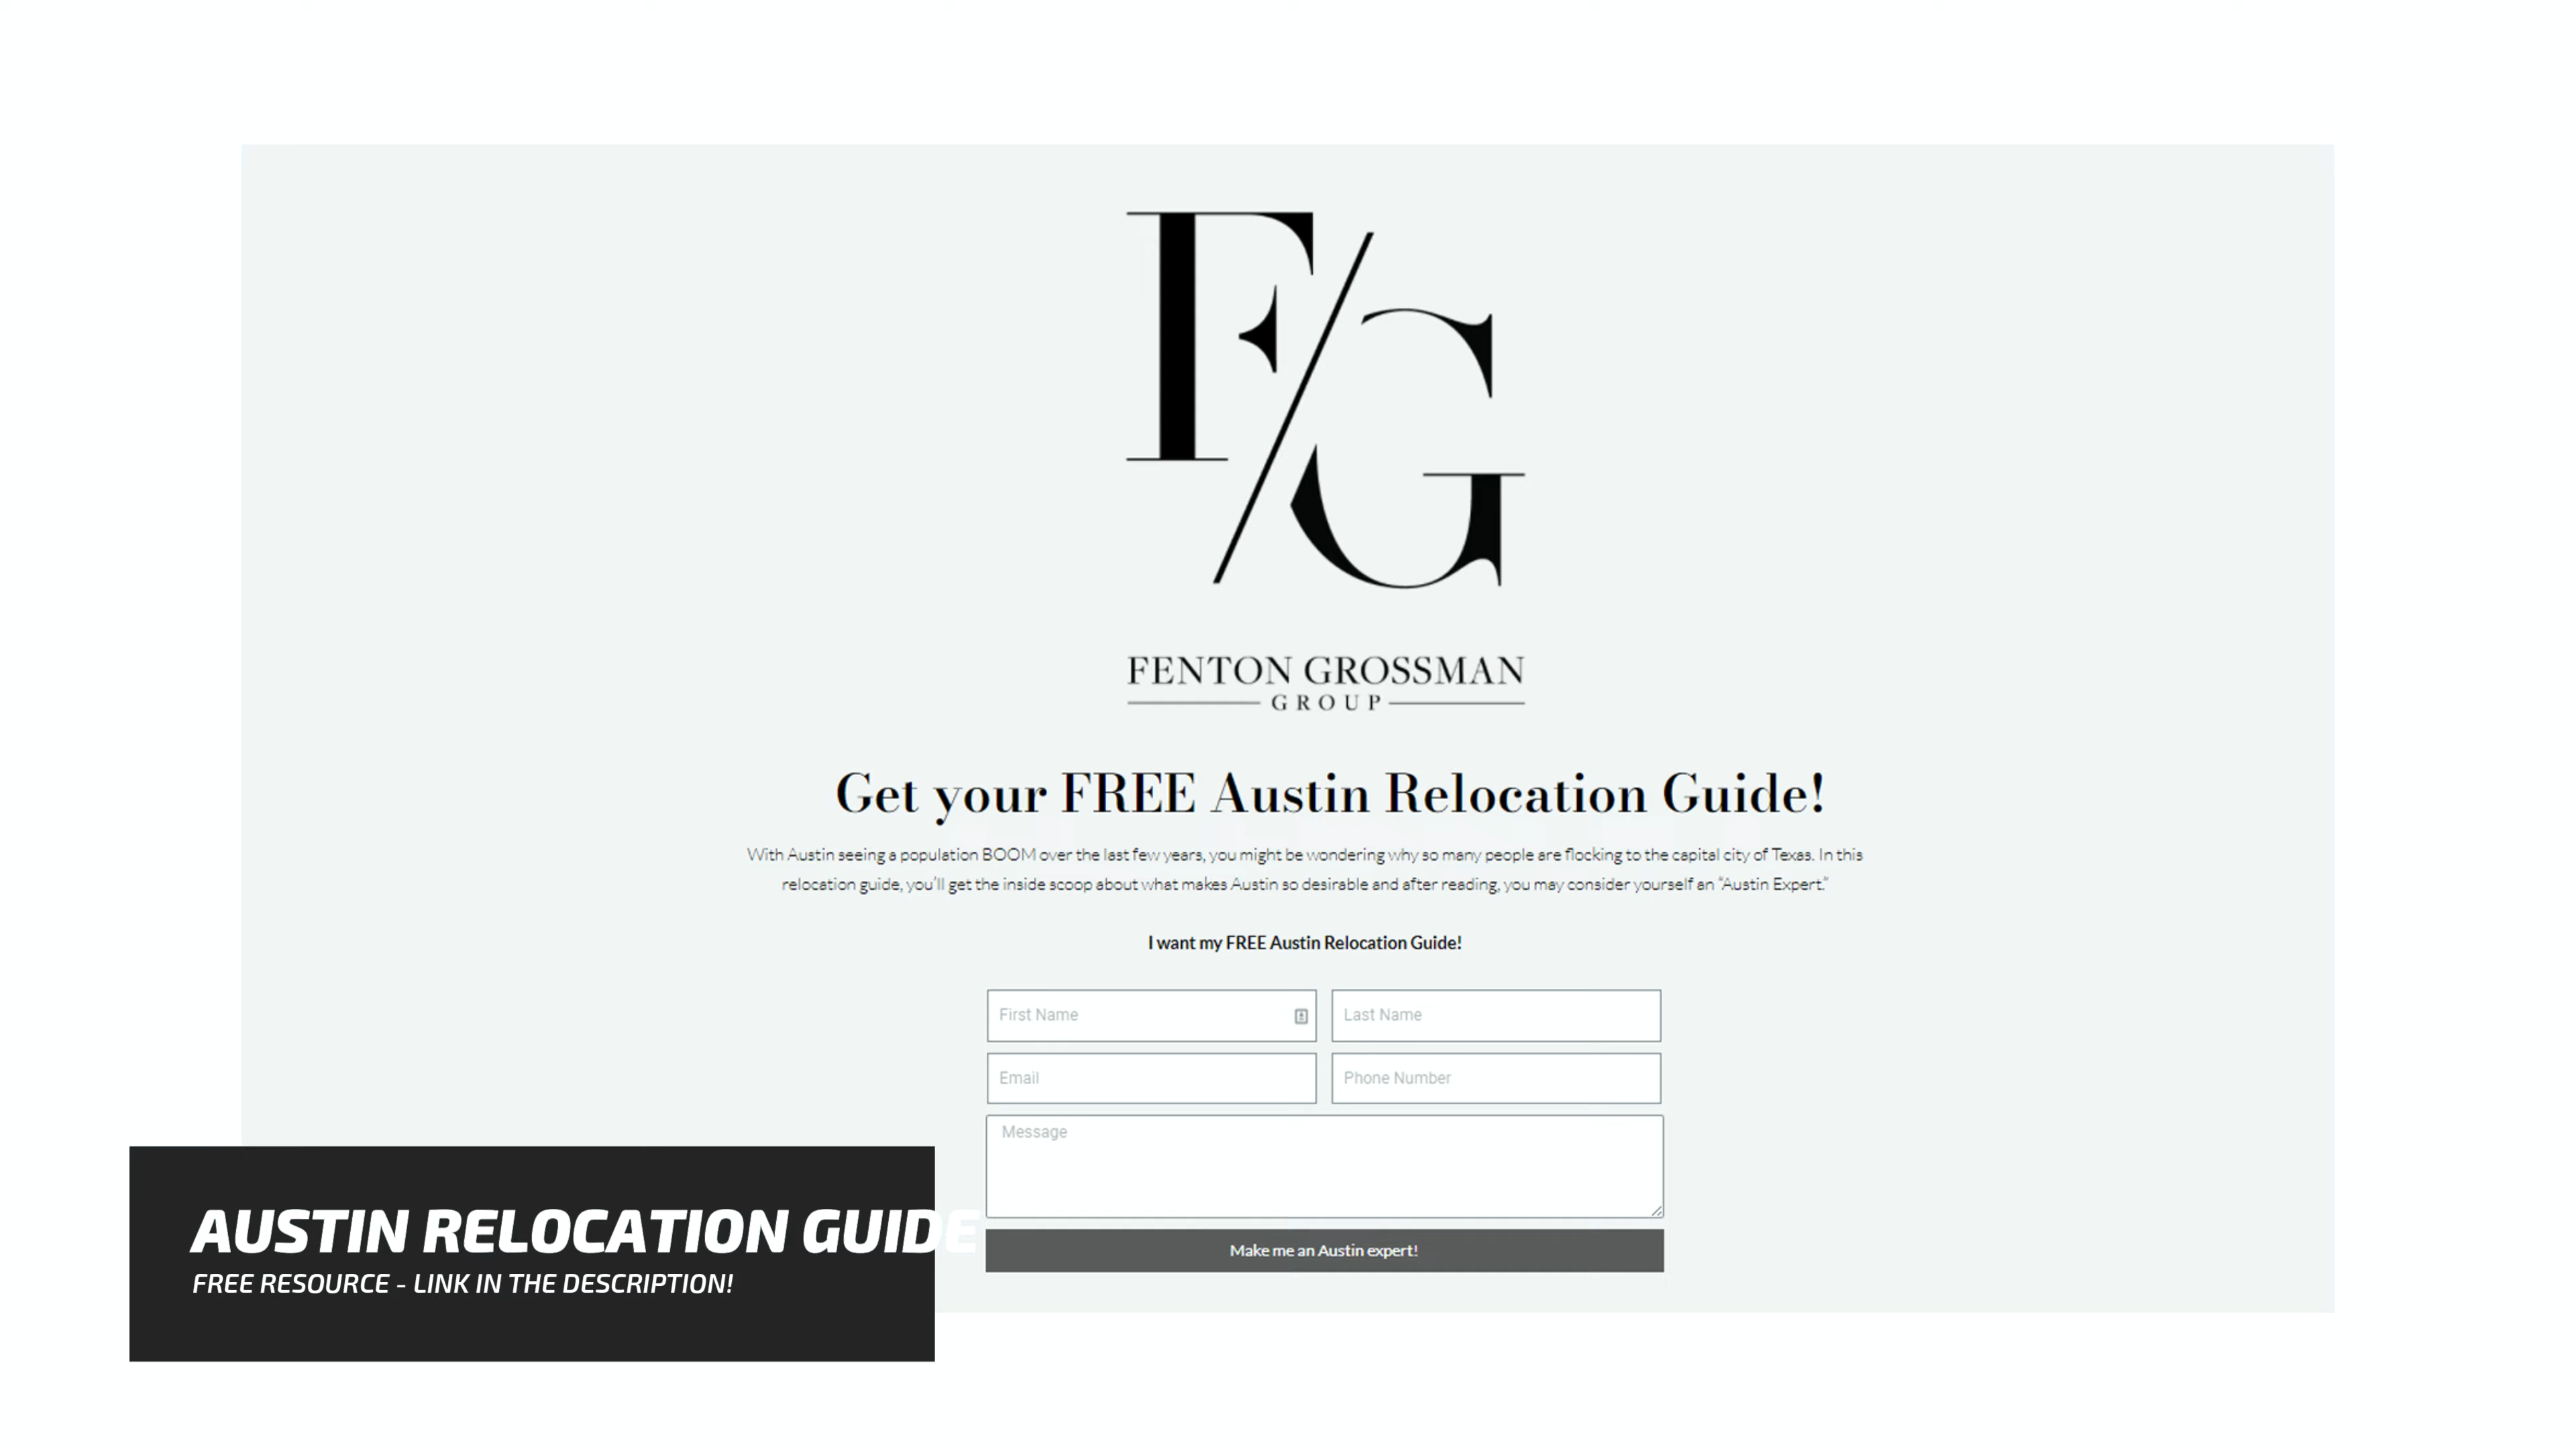 F/G
FENTON GROSSMAN
GROUP
Get your FREE Austin Relocation Guide!
With Austin seeing a population BOOM over the last few years, you might be wondering why so many people are flocking to the capital city of Texas. In this
relocation guide, you'll get the inside scoop about what makes Austin so desirable and after reading, you may consider yourself an "Austin Expert."
I want my FREE Austin Relocation Guide!
First Name
Last Name
Email
Phone Number
Message
Make me an Austin expert!
AUSTIN RELOCATION GUIDE
FREE RESOURCE - LINK IN THE DESCRIPTION!